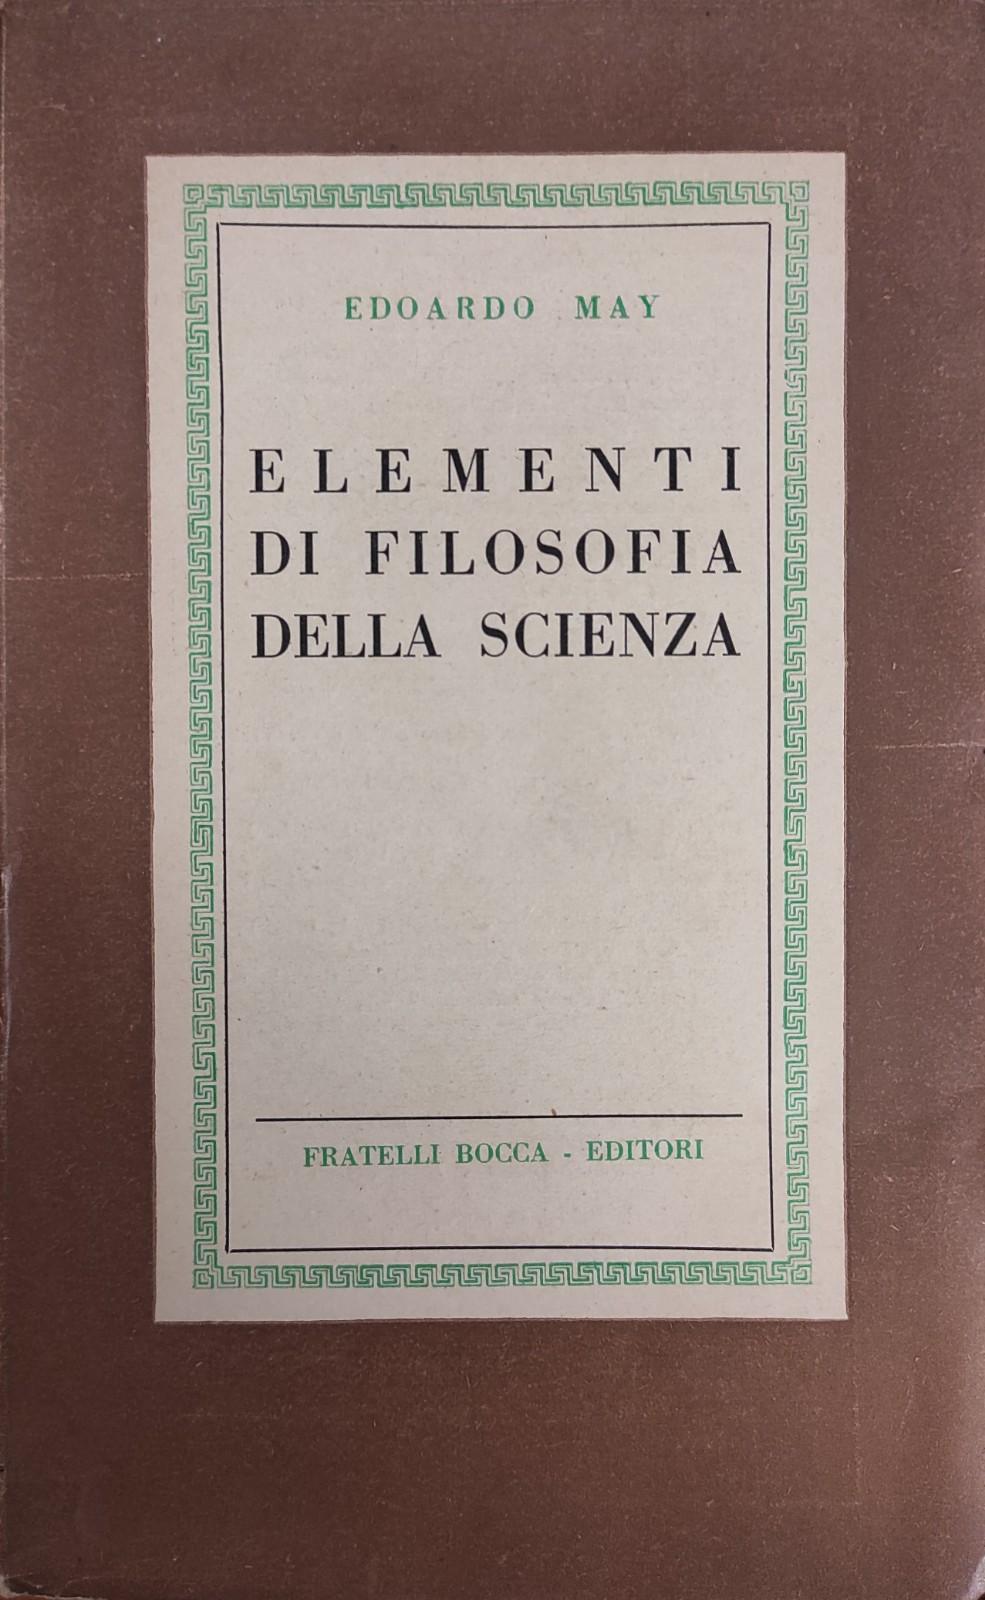 EDOARDO MAY
ELEMENTI
DI FILOSOFIA
DELLA SCIENZA
FRATELLI BOCCA - EDITORI